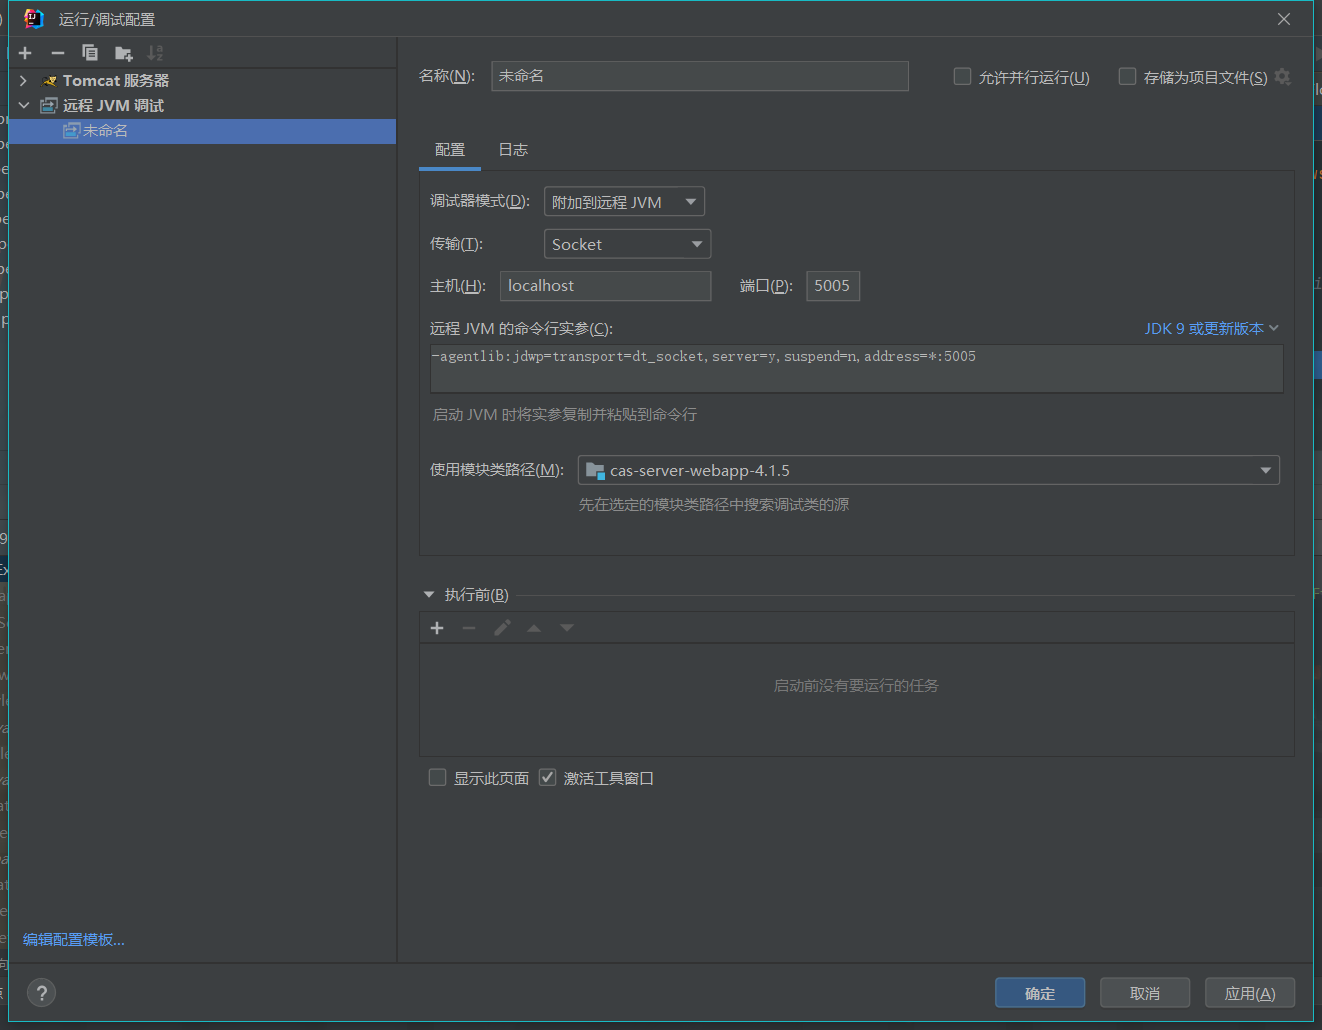 运行/调试配置
Tomcat 服务器
远程 JVM 调试
未命名
编辑配置模板...
名称(N):
未命名
允许并行运行(U)
存储为项目文件(S)
配置
日志
调试器模式(D):
附加到远程 JVM
传输(T):
Socket
主机(H):
localhost
端口(P):
5005
远程 JVM 的命令行实参(C):
JDK 9 或更新版本
-agentlib:jdwp=transport=dt_socket,server=y,suspend=n,address=*:5005
启动 JVM 时将实参复制并粘贴到命令行
使用模块类路径(M):
cas-server-webapp-4.1.5
先在选定的模块类路径中搜索调试类的源
执行前(B)
启动前没有要运行的任务
显示此页面
激活工具窗口
?
确定
取消
应用(A)